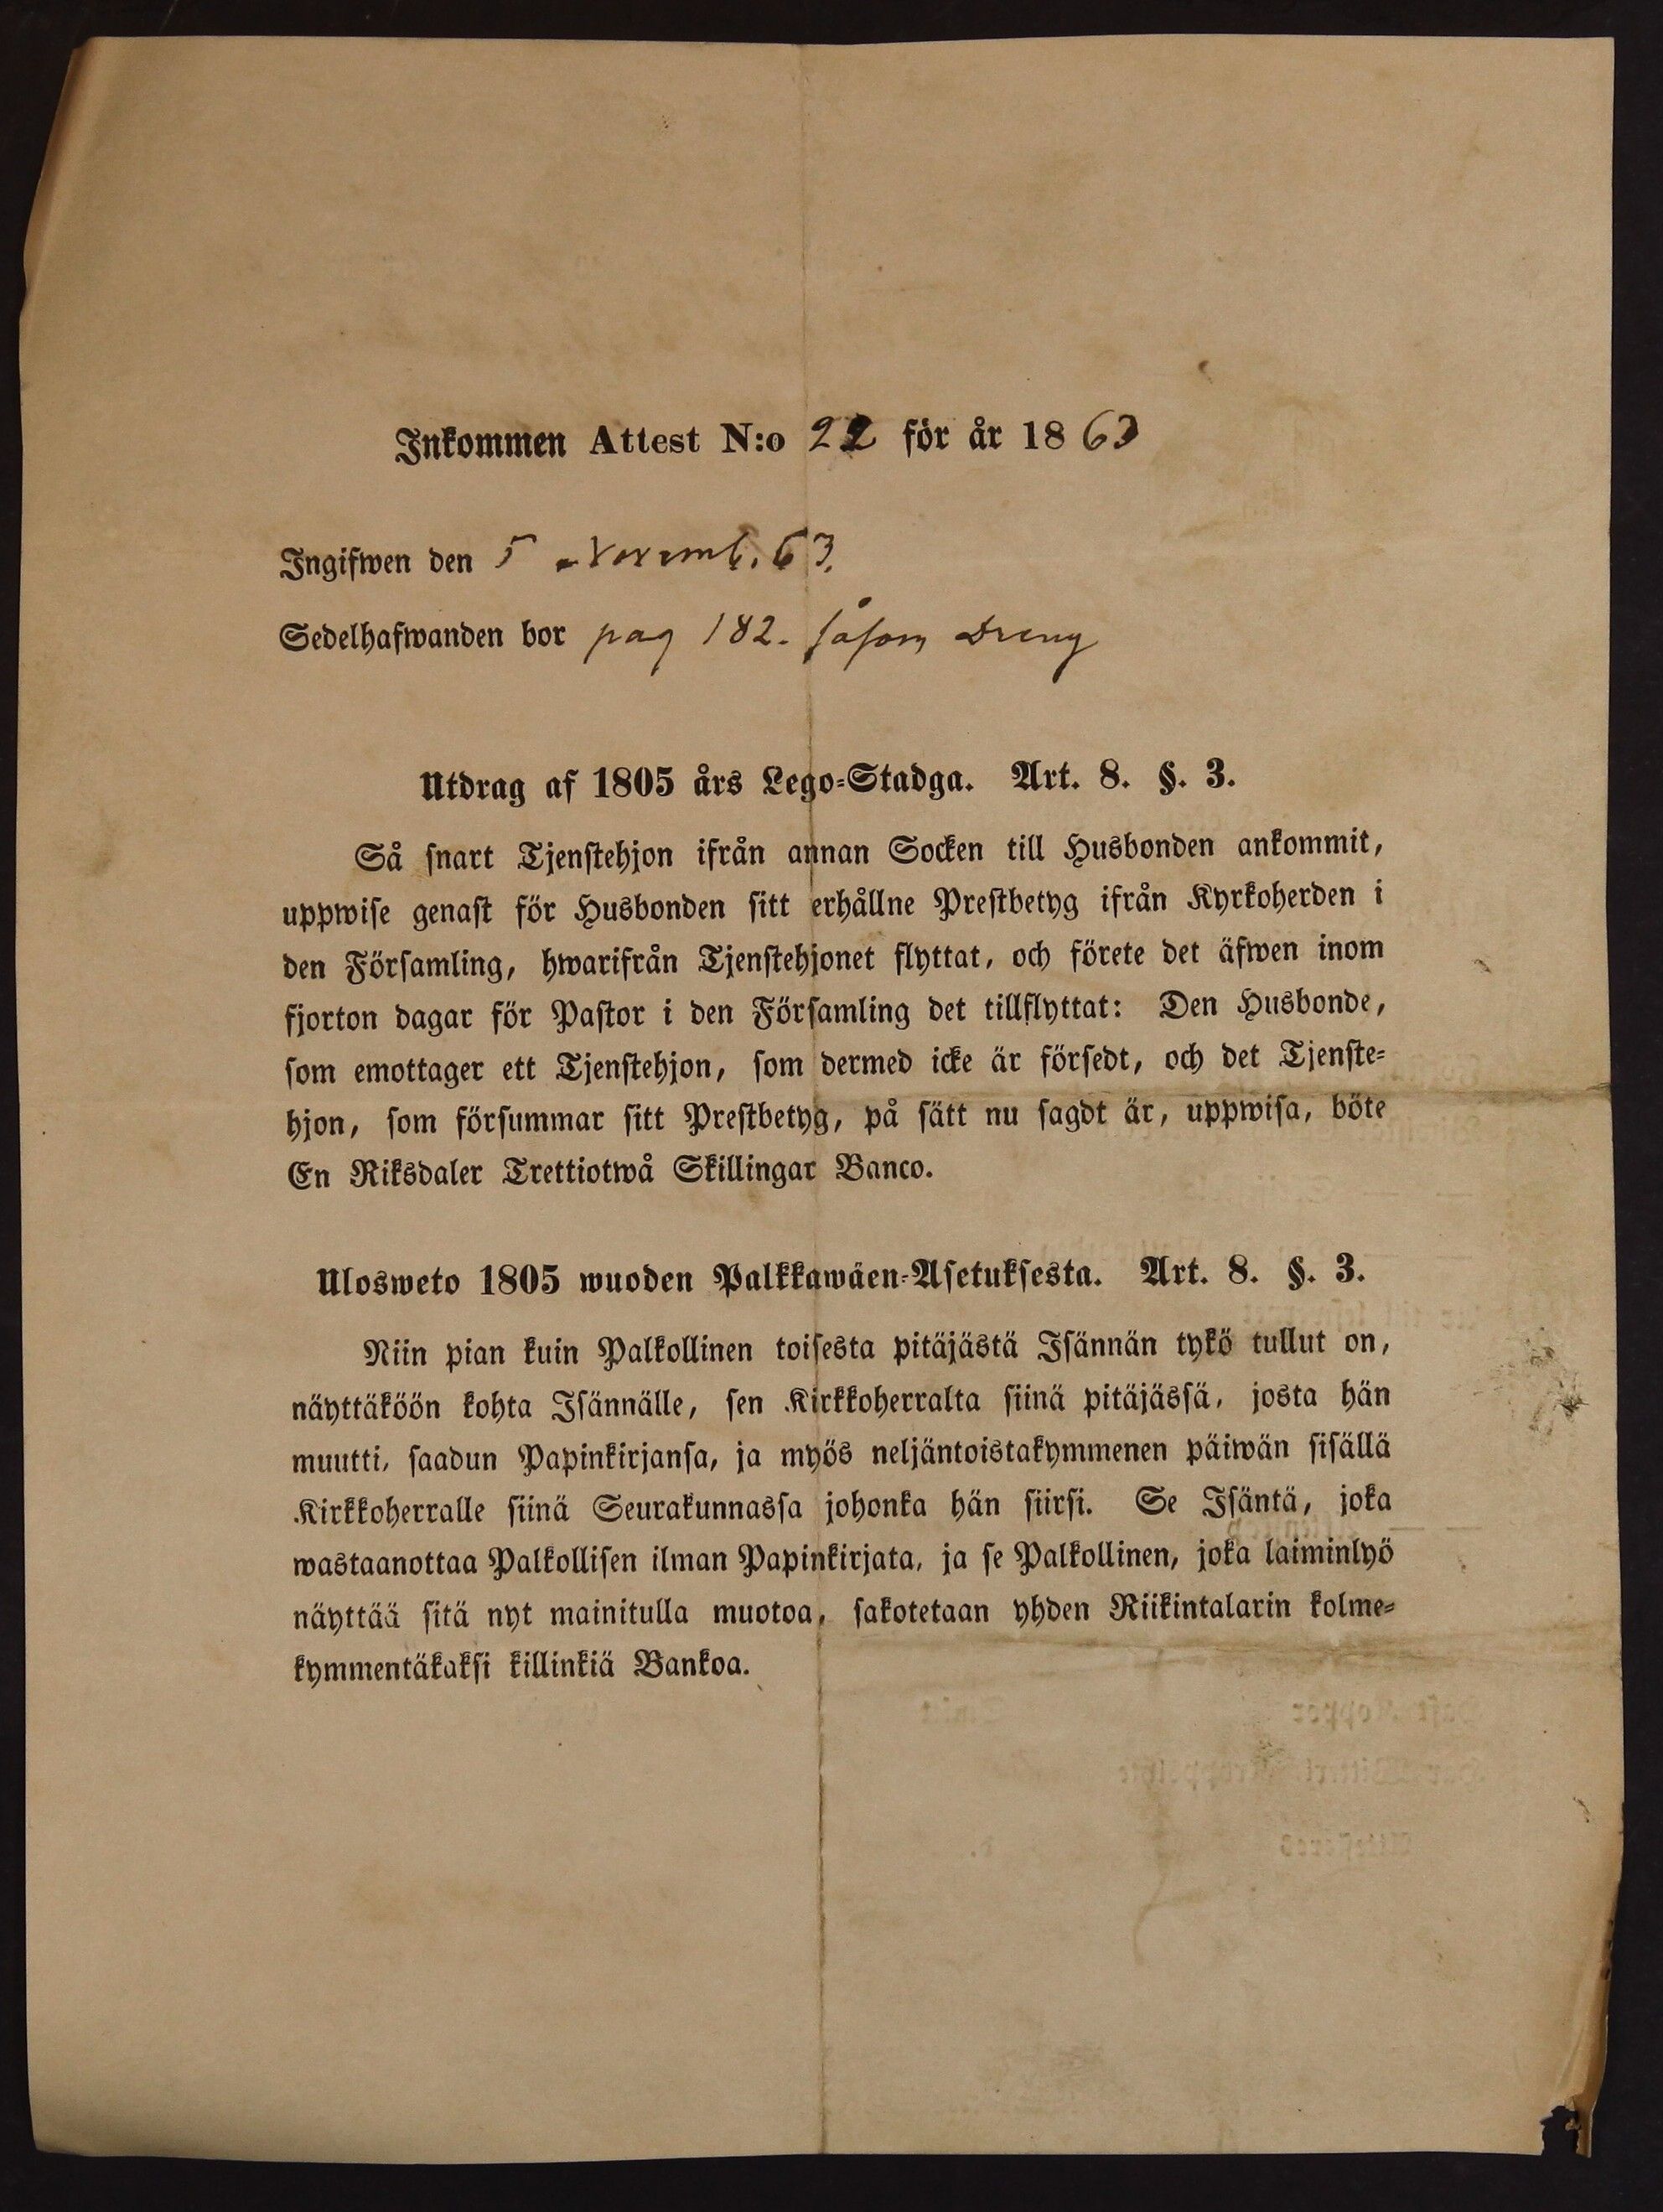 Inkommen Attest N:o 22 för år 1863
Ingifwen den 5 Novemb. 63.
Sedelhafwanden bor pag 182. såsom Dreng
Utdrag af 1805 års Lego-Stadga. Art. 8. §. 3.
Så snart Tjenstehjon ifrån annan Socken till Husbonden ankommit,
uppwise genast för Husbonden sitt erhållne Prestbetyg ifrån Kyrkoherden i
den Församling, hwarifrån Tjenstehjonet flyttat, och förete det äfwen inom
fjorton dagar för Pastor i den Församling det tillflyttat: Den Husbonde,
som emottager ett Tjenstehjon, som dermed icke är försedt, och det Tjenste-
hjon, som försummar sitt Prestbetyg, på sätt nu sagdt är, uppwisa, böte
En Riksdaler Trettiotwå Skillingar Banco.
Ulosweto 1805 wuoden Palkkawäen-Asetuksesta. Art. 8. §. 3.
Niin pian kuin Palkollinen toisesta pitäjästä Isännän tykö tullut on,
näyttäköön kohta Isännälle, sen Kirkkoherralta siinä pitäjässä, josta hän
muutti, saadun Papinkirjansa, ja myös neljäntoistakymmenen päiwän sisällä
Kirkkoherralle siinä Seurakunnassa johonka hän siirsi. Se Isäntä, joka
wastaanottaa Palkollisen ilman Papinkirjata, ja se Palkollinen, joka laiminlyö
näyttää sitä nyt mainitulla muotoa, sakotetaan yhden Riikintalarin kolme-
kymmentäkaksi killinkiä Bankoa.